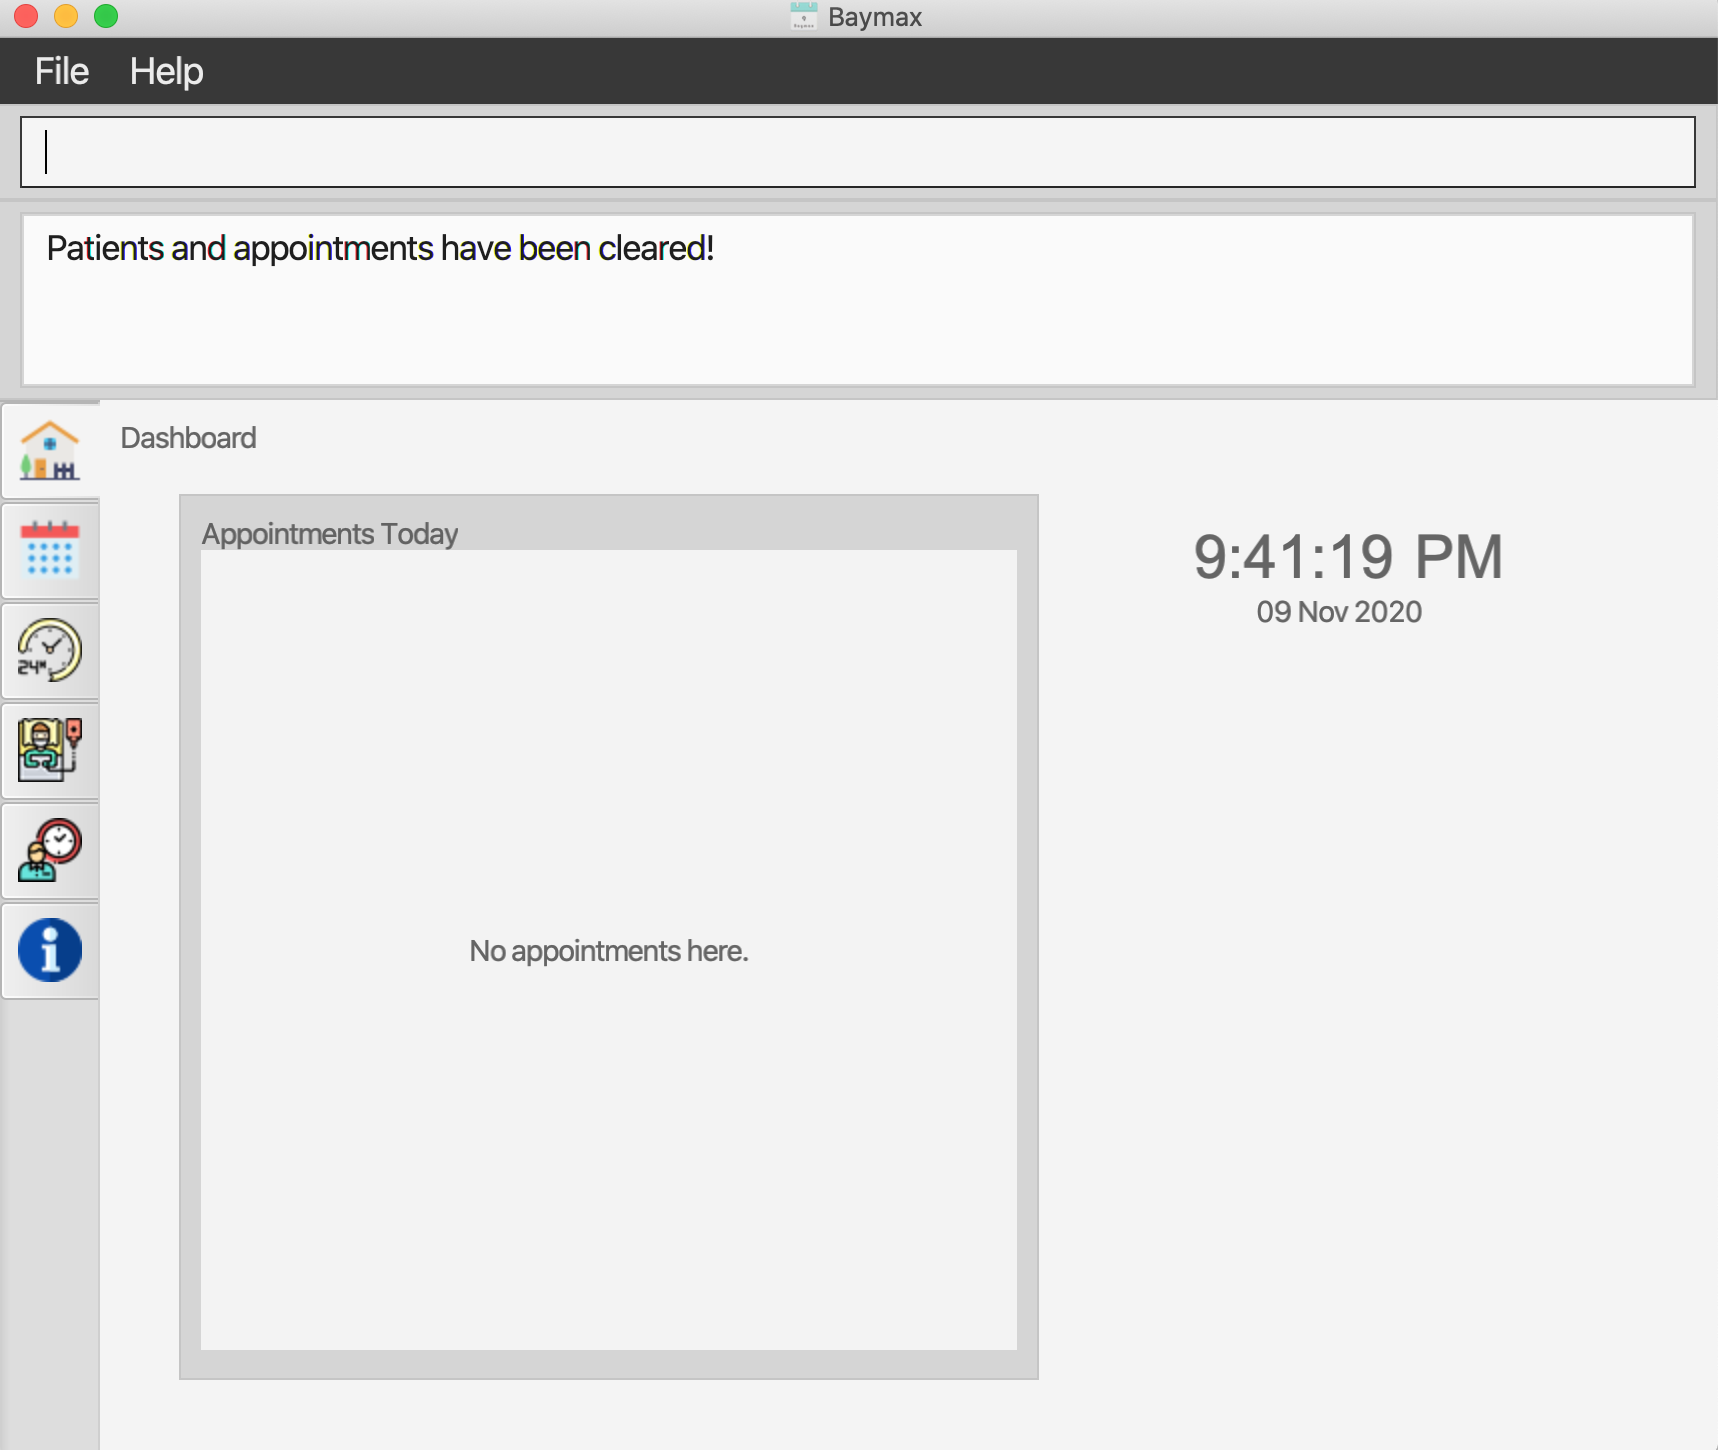 Baymax
File Help
Patients and appointments have been cleared!
Dashboard
Appointments Today
9:41:19 PM
09 Nov 2020
24H
No appointments here.